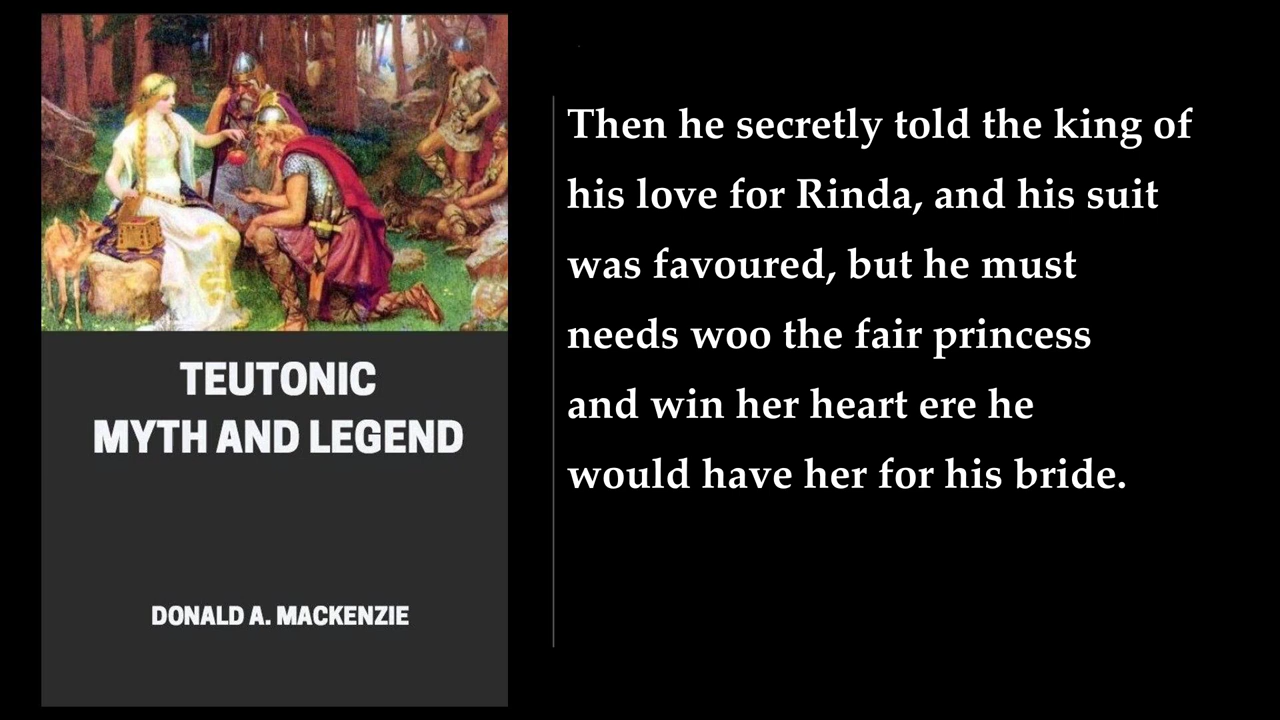 TEUTONIC
MYTH AND LEGEND
DONALD A. MACKENZIE
Then he secretly told the king of
his love for Rinda, and his suit
was favoured, but he must
needs woo the fair princess
and win her heart ere he
would have her for his bride.